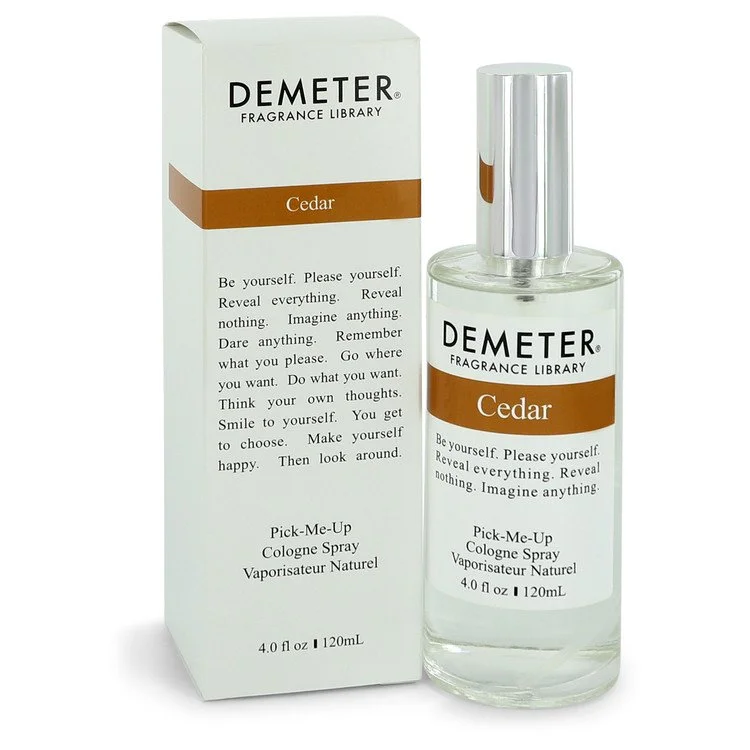 DEMETER®
FRAGRANCE LIBRARY
Cedar
Be yourself. Please yourself.
Reveal everything. Reveal
nothing. Imagine anything.
Dare anything. Remember
what you please. Go where
you want. Do what you want.
Think your own thoughts.
Smile to yourself. You get
to choose. Make yourself
happy. Then look around.
Pick-Me-Up
Cologne Spray
Vaporisateur Naturel
4.0 fl oz ▌120mL
DEMETER®
FRAGRANCE LIBRARY
Cedar
Be yourself. Please yourself.
Reveal everything. Reveal
nothing. Imagine anything.
Pick-Me-Up
Cologne Spray
Vaporisateur Naturel
4.0 fl oz ▌120mL